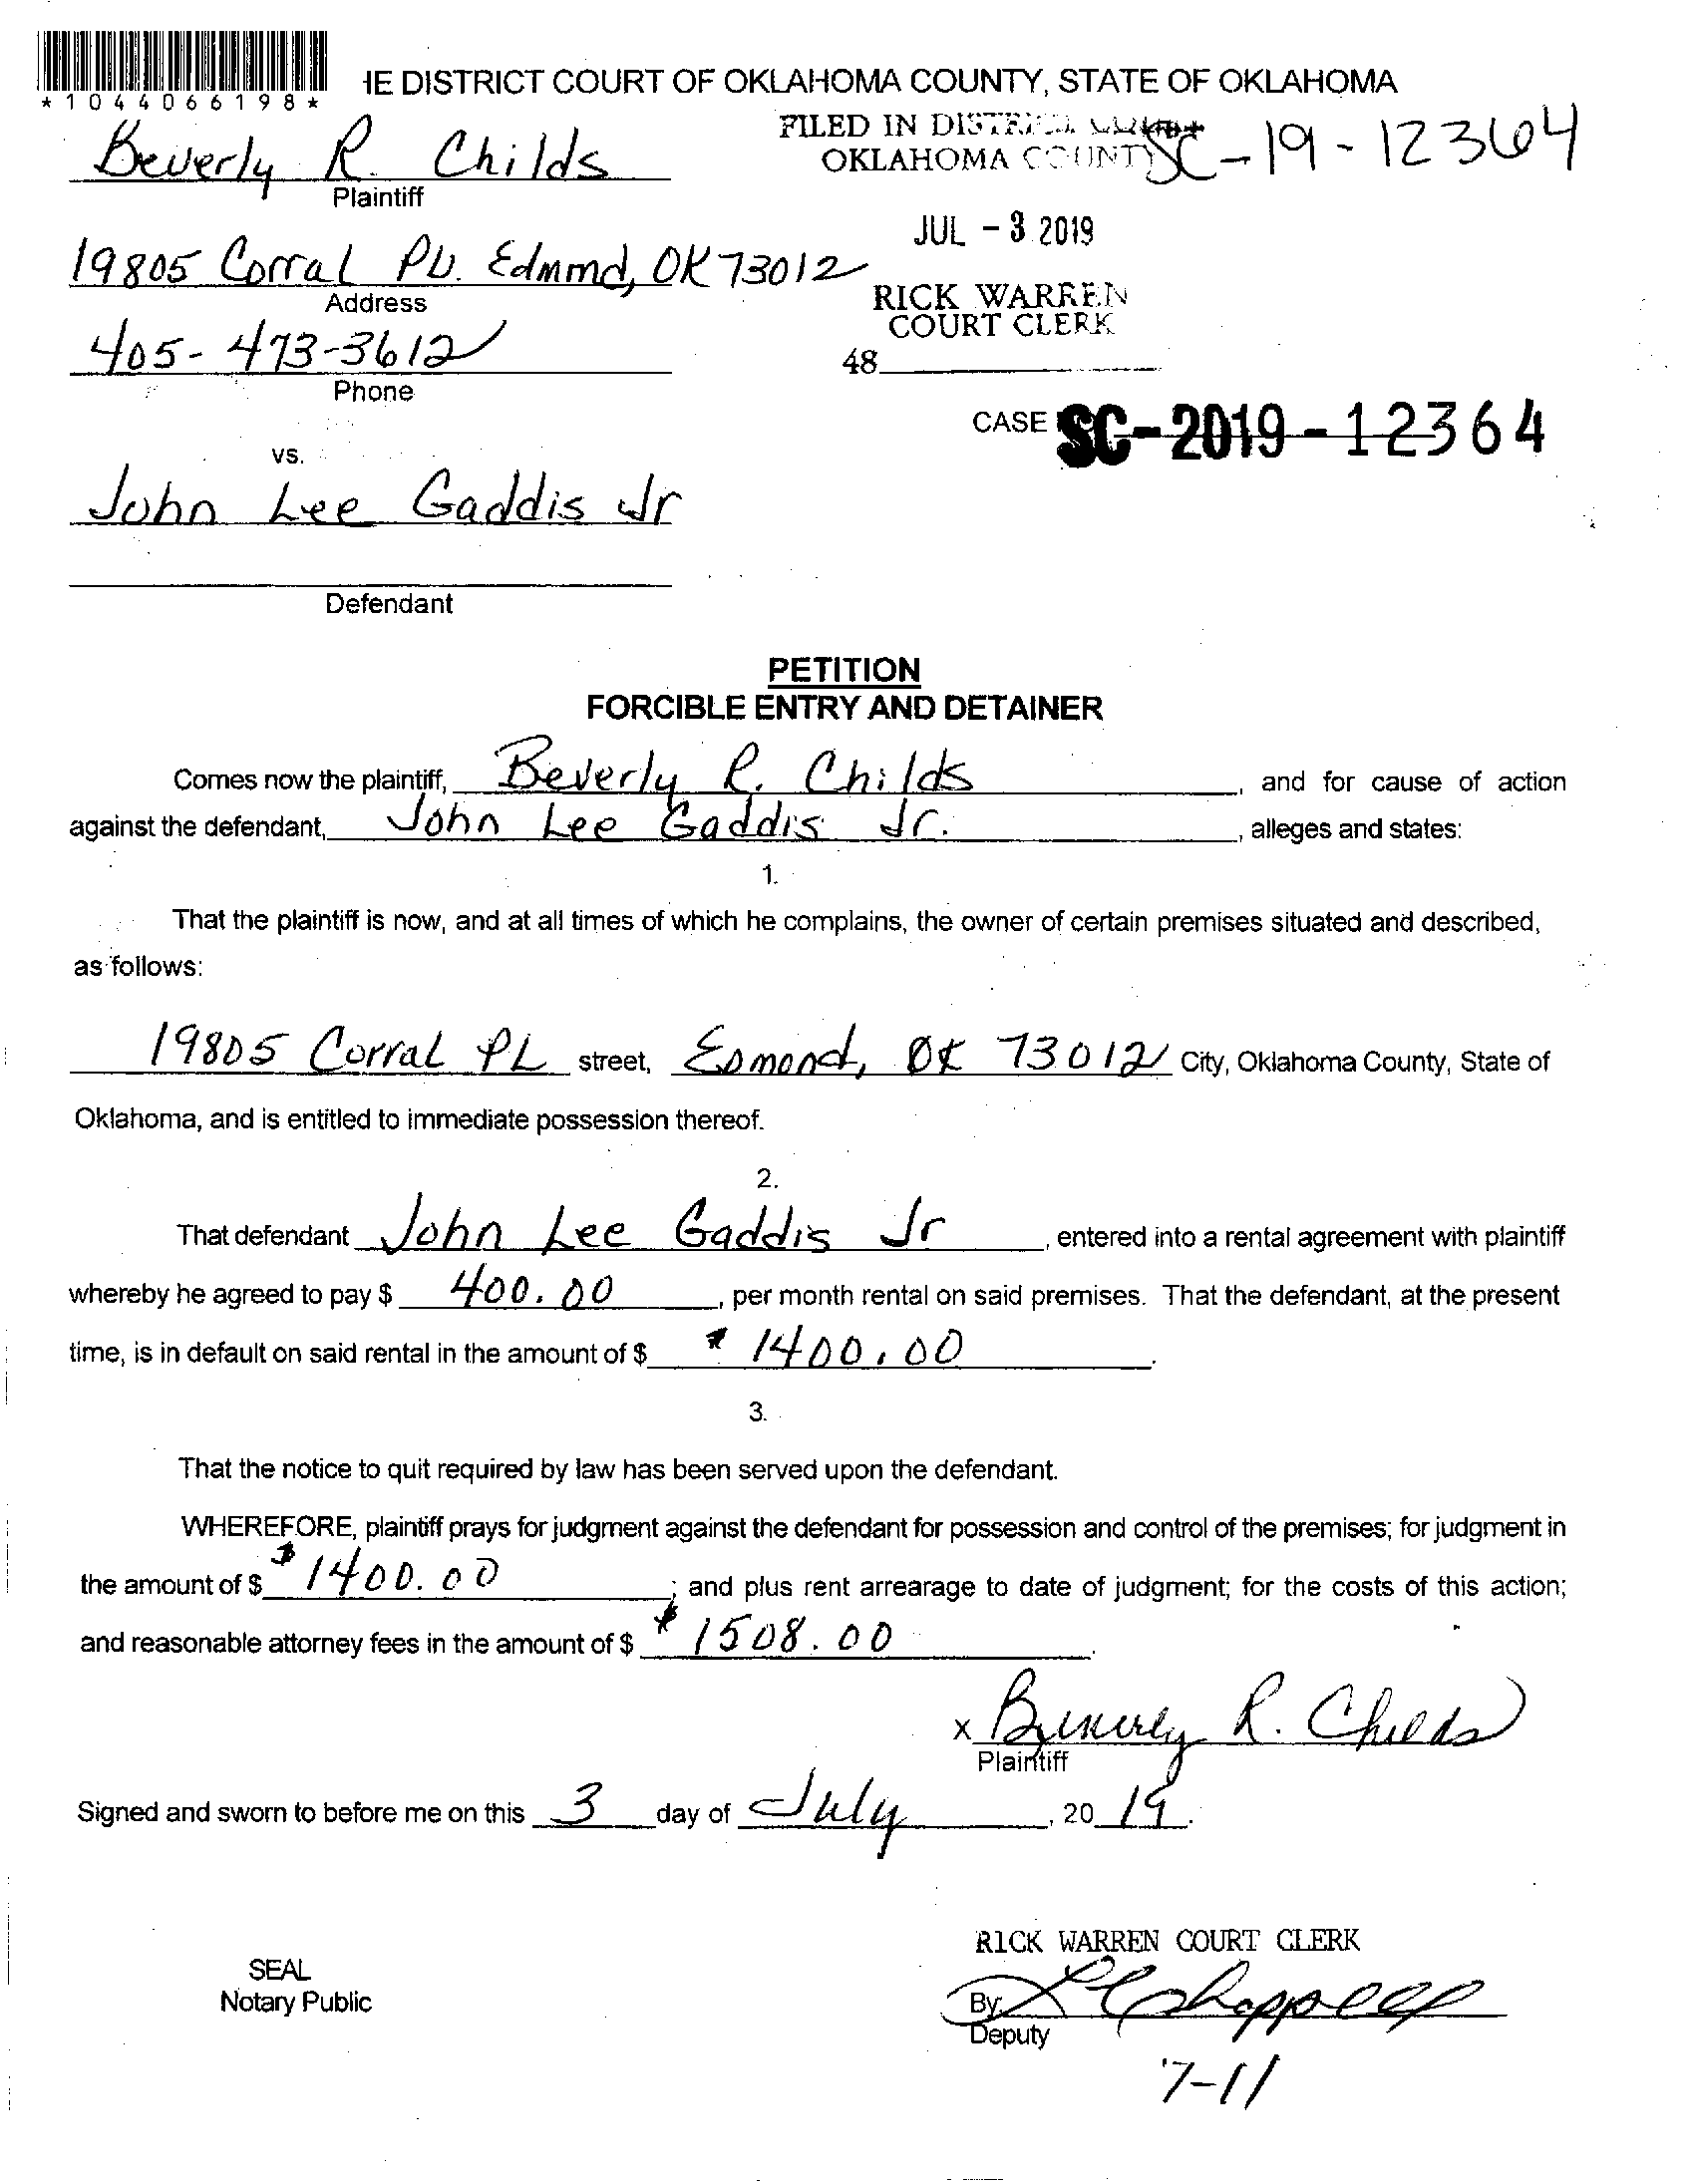 *1044066198*
HE DISTRICT COURT OF OKLAHOMA COUNTY, STATE OF OKLAHOMA
FILED IN DISTRICT COURT
OKLAHOMA COUNTY SC-19-12364
Beverly R. Childs
Plaintiff
JUL -3 2019
19805 Corral PL. Edmond, OK 73012
Address
RICK WARREN
COURT CLERK
405-473-3612
48
Phone
CASE SC-2019-12364
vs.
John Lee Gaddis Jr
Defendant
PETITION
FORCIBLE ENTRY AND DETAINER
Comes now the plaintiff, Beverly R. Childs, and for cause of action
against the defendant, John Lee Gaddis Jr., alleges and states:
1.
That the plaintiff is now, and at all times of which he complains, the owner of certain premises situated and described,
as follows:
19805 Corral PL street, Edmond, OK 73012 City, Oklahoma County, State of
Oklahoma, and is entitled to immediate possession thereof.
2.
That defendant John Lee Gaddis Jr, entered into a rental agreement with plaintiff
whereby he agreed to pay $ 400.00, per month rental on said premises. That the defendant, at the present
time, is in default on said rental in the amount of $ $1400.00.
3.
That the notice to quit required by law has been served upon the defendant.
WHEREFORE, plaintiff prays for judgment against the defendant for possession and control of the premises; for judgment in
the amount of $ $1400.00; and plus rent arrearage to date of judgment; for the costs of this action;
and reasonable attorney fees in the amount of $ $1508.00.
x Beverly R. Childs
Plaintiff
Signed and sworn to before me on this 3 day of July, 20 19.
RICK WARREN COURT CLERK
SEAL
Notary Public
By:
Deputy
7-11